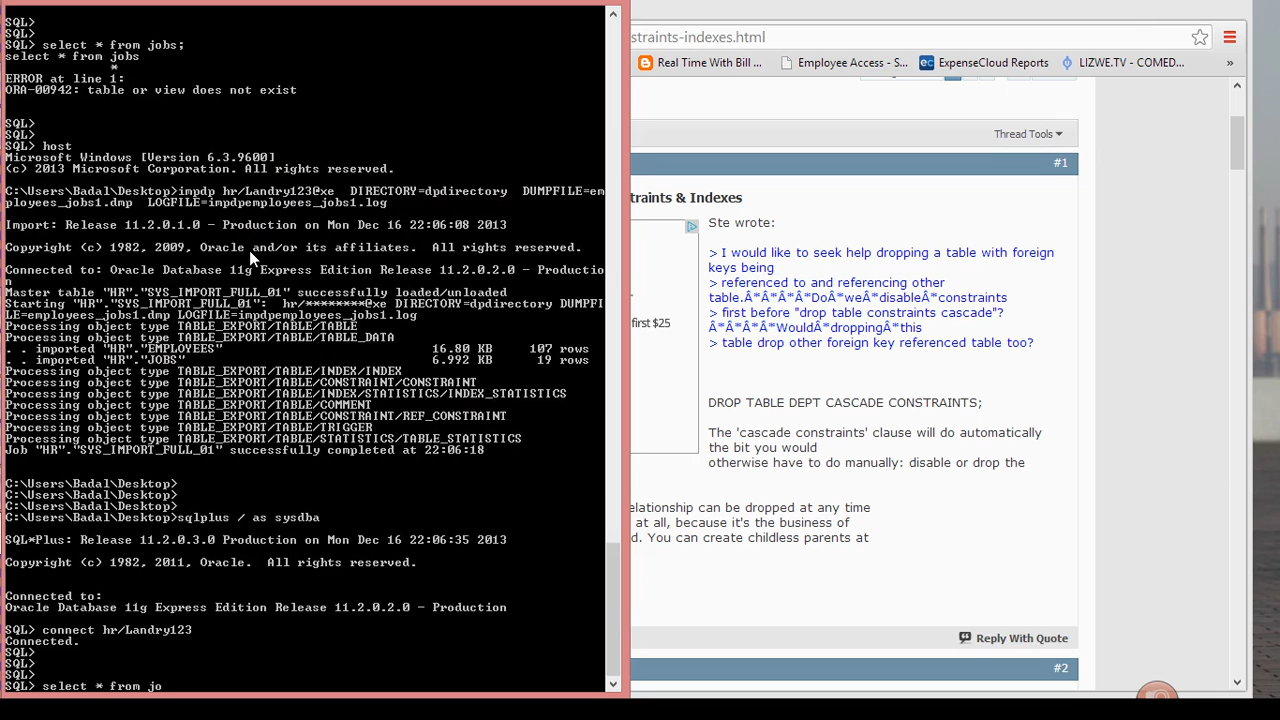 SQL>
SQL>
SQL> select * from jobs;
select * from jobs
*
ERROR at line 1:
ORA-00942: table or view does not exist
SQL>
SQL>
SQL> host
Microsoft Windows [Version 6.3.9600]
(c) 2013 Microsoft Corporation. All rights reserved.
C:\Users\Badal\Desktop>impdp hr/Landry123@xe  DIRECTORY=dpdirectory  DUMPFILE=em
ployees_jobs1.dmp  LOGFILE=impdpemployees_jobs1.log
Import: Release 11.2.0.1.0 - Production on Mon Dec 16 22:06:08 2013
Copyright (c) 1982, 2009, Oracle and/or its affiliates.  All rights reserved.
Connected to: Oracle Database 11g Express Edition Release 11.2.0.2.0 - Productio
n
Master table "HR"."SYS_IMPORT_FULL_01" successfully loaded/unloaded
Starting "HR"."SYS_IMPORT_FULL_01":  hr/********@xe DIRECTORY=dpdirectory DUMPFI
LE=employees_jobs1.dmp LOGFILE=impdpemployees_jobs1.log
Processing object type TABLE_EXPORT/TABLE/TABLE
Processing object type TABLE_EXPORT/TABLE/TABLE_DATA
. . imported "HR"."EMPLOYEES" 16.80 KB 107 rows
. . imported "HR"."JOBS" 6.992 KB 19 rows
Processing object type TABLE_EXPORT/TABLE/INDEX/INDEX
Processing object type TABLE_EXPORT/TABLE/CONSTRAINT/CONSTRAINT
Processing object type TABLE_EXPORT/TABLE/INDEX/STATISTICS/INDEX_STATISTICS
Processing object type TABLE_EXPORT/TABLE/COMMENT
Processing object type TABLE_EXPORT/TABLE/CONSTRAINT/REF_CONSTRAINT
Processing object type TABLE_EXPORT/TABLE/TRIGGER
Processing object type TABLE_EXPORT/TABLE/STATISTICS/TABLE_STATISTICS
Job "HR"."SYS_IMPORT_FULL_01" successfully completed at 22:06:18
C:\Users\Badal\Desktop>
C:\Users\Badal\Desktop>
C:\Users\Badal\Desktop>
C:\Users\Badal\Desktop>sqlplus / as sysdba
SQL*Plus: Release 11.2.0.3.0 Production on Mon Dec 16 22:06:35 2013
Copyright (c) 1982, 2011, Oracle.  All rights reserved.
Connected to:
Oracle Database 11g Express Edition Release 11.2.0.2.0 - Production
SQL> connect hr/Landry123
Connected.
SQL>
SQL>
SQL>
SQL> select * from jo
straints-indexes.html
Real Time With Bill ... Employee Access - S... ec ExpenseCloud Reports LIZWE.TV - COMED... »
Thread Tools
#1
traints & Indexes
Ste wrote:
> I would like to seek help dropping a table with foreign
keys being
> referenced to and referencing other
table.Â*Â*Â*Â*DoÂ*weÂ*disableÂ*constraints
> first before "drop table constraints cascade"?
Â*Â*Â*Â*WouldÂ*droppingÂ*this
> table drop other foreign key referenced table too?
first $25
DROP TABLE DEPT CASCADE CONSTRAINTS;
The 'cascade constraints' clause will do automatically
the bit you would
otherwise have to do manually: disable or drop the
elationship can be dropped at any time
at all, because it's the business of
d. You can create childless parents at
Reply With Quote
#2